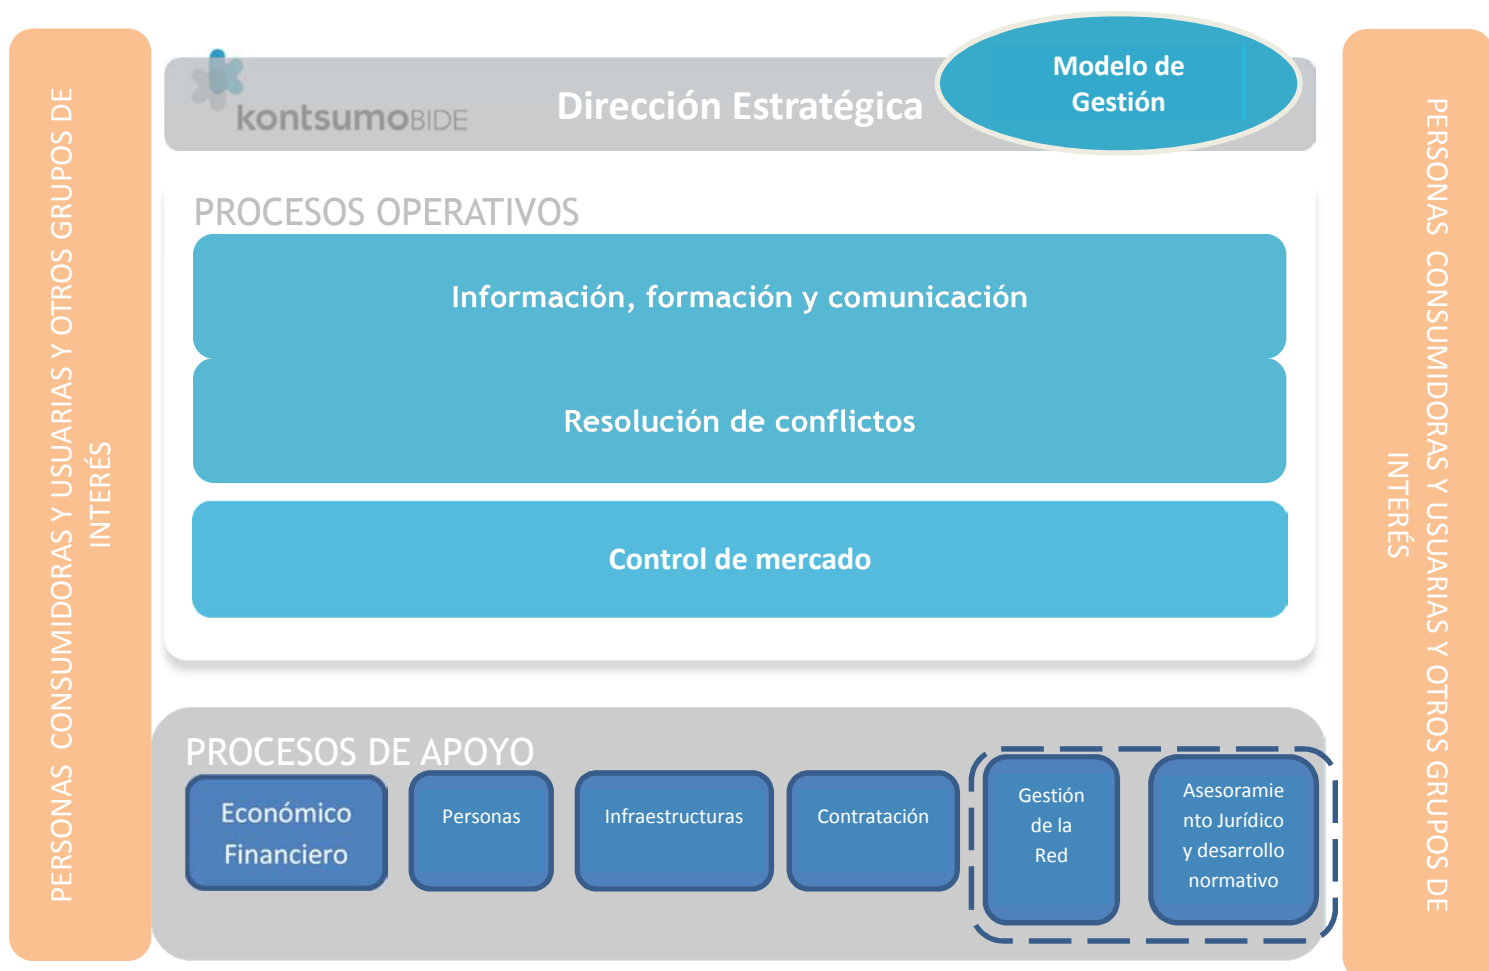 PERSONAS CONSUMIDORAS Y USUARIAS Y OTROS GRUPOS DE
INTERÉS
kontsumoBIDE
Dirección Estratégica
Modelo de
Gestión
PROCESOS OPERATIVOS
Información, formación y comunicación
Resolución de conflictos
Control de mercado
PROCESOS DE APOYO
Económico
Financiero
Personas
Infraestructuras
Contratación
Gestión
de la
Red
Asesoramie
nto Jurídico
y desarrollo
normativo
PERSONAS CONSUMIDORAS Y USUARIAS Y OTROS GRUPOS DE
INTERÉS